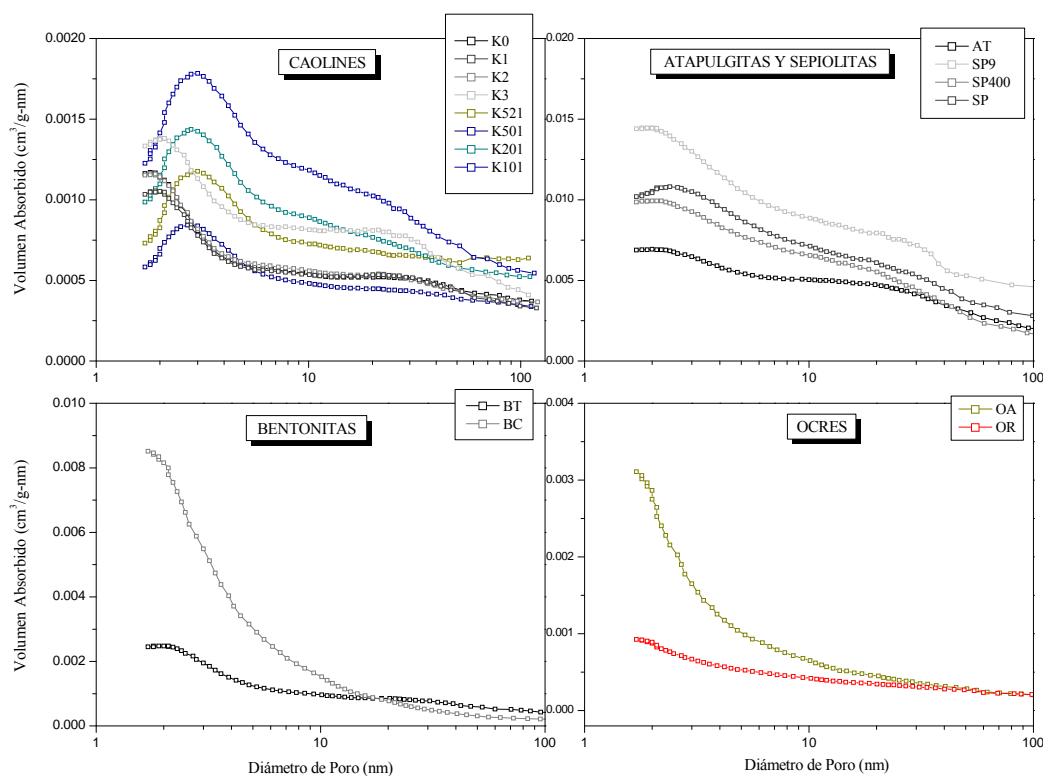 CAOLINES
K0
K1
K2
K3
K521
K501
K201
K101
0.0020
0.0015
0.0010
0.0005
0.0000
1
10
100
Volumen Absorbido (cm³/g-nm)
ATAPULGITAS Y SEPIOLITAS
AT
SP9
SP400
SP
0.020
0.015
0.010
0.005
0.000
1
10
100
BENTONITAS
BT
BC
0.010
0.008
0.006
0.004
0.002
0.000
1
10
100
Volumen Absorbido (cm³/g-nm)
Diámetro de Poro (nm)
OCRES
OA
OR
0.004
0.003
0.002
0.001
0.000
1
10
100
Diámetro de Poro (nm)